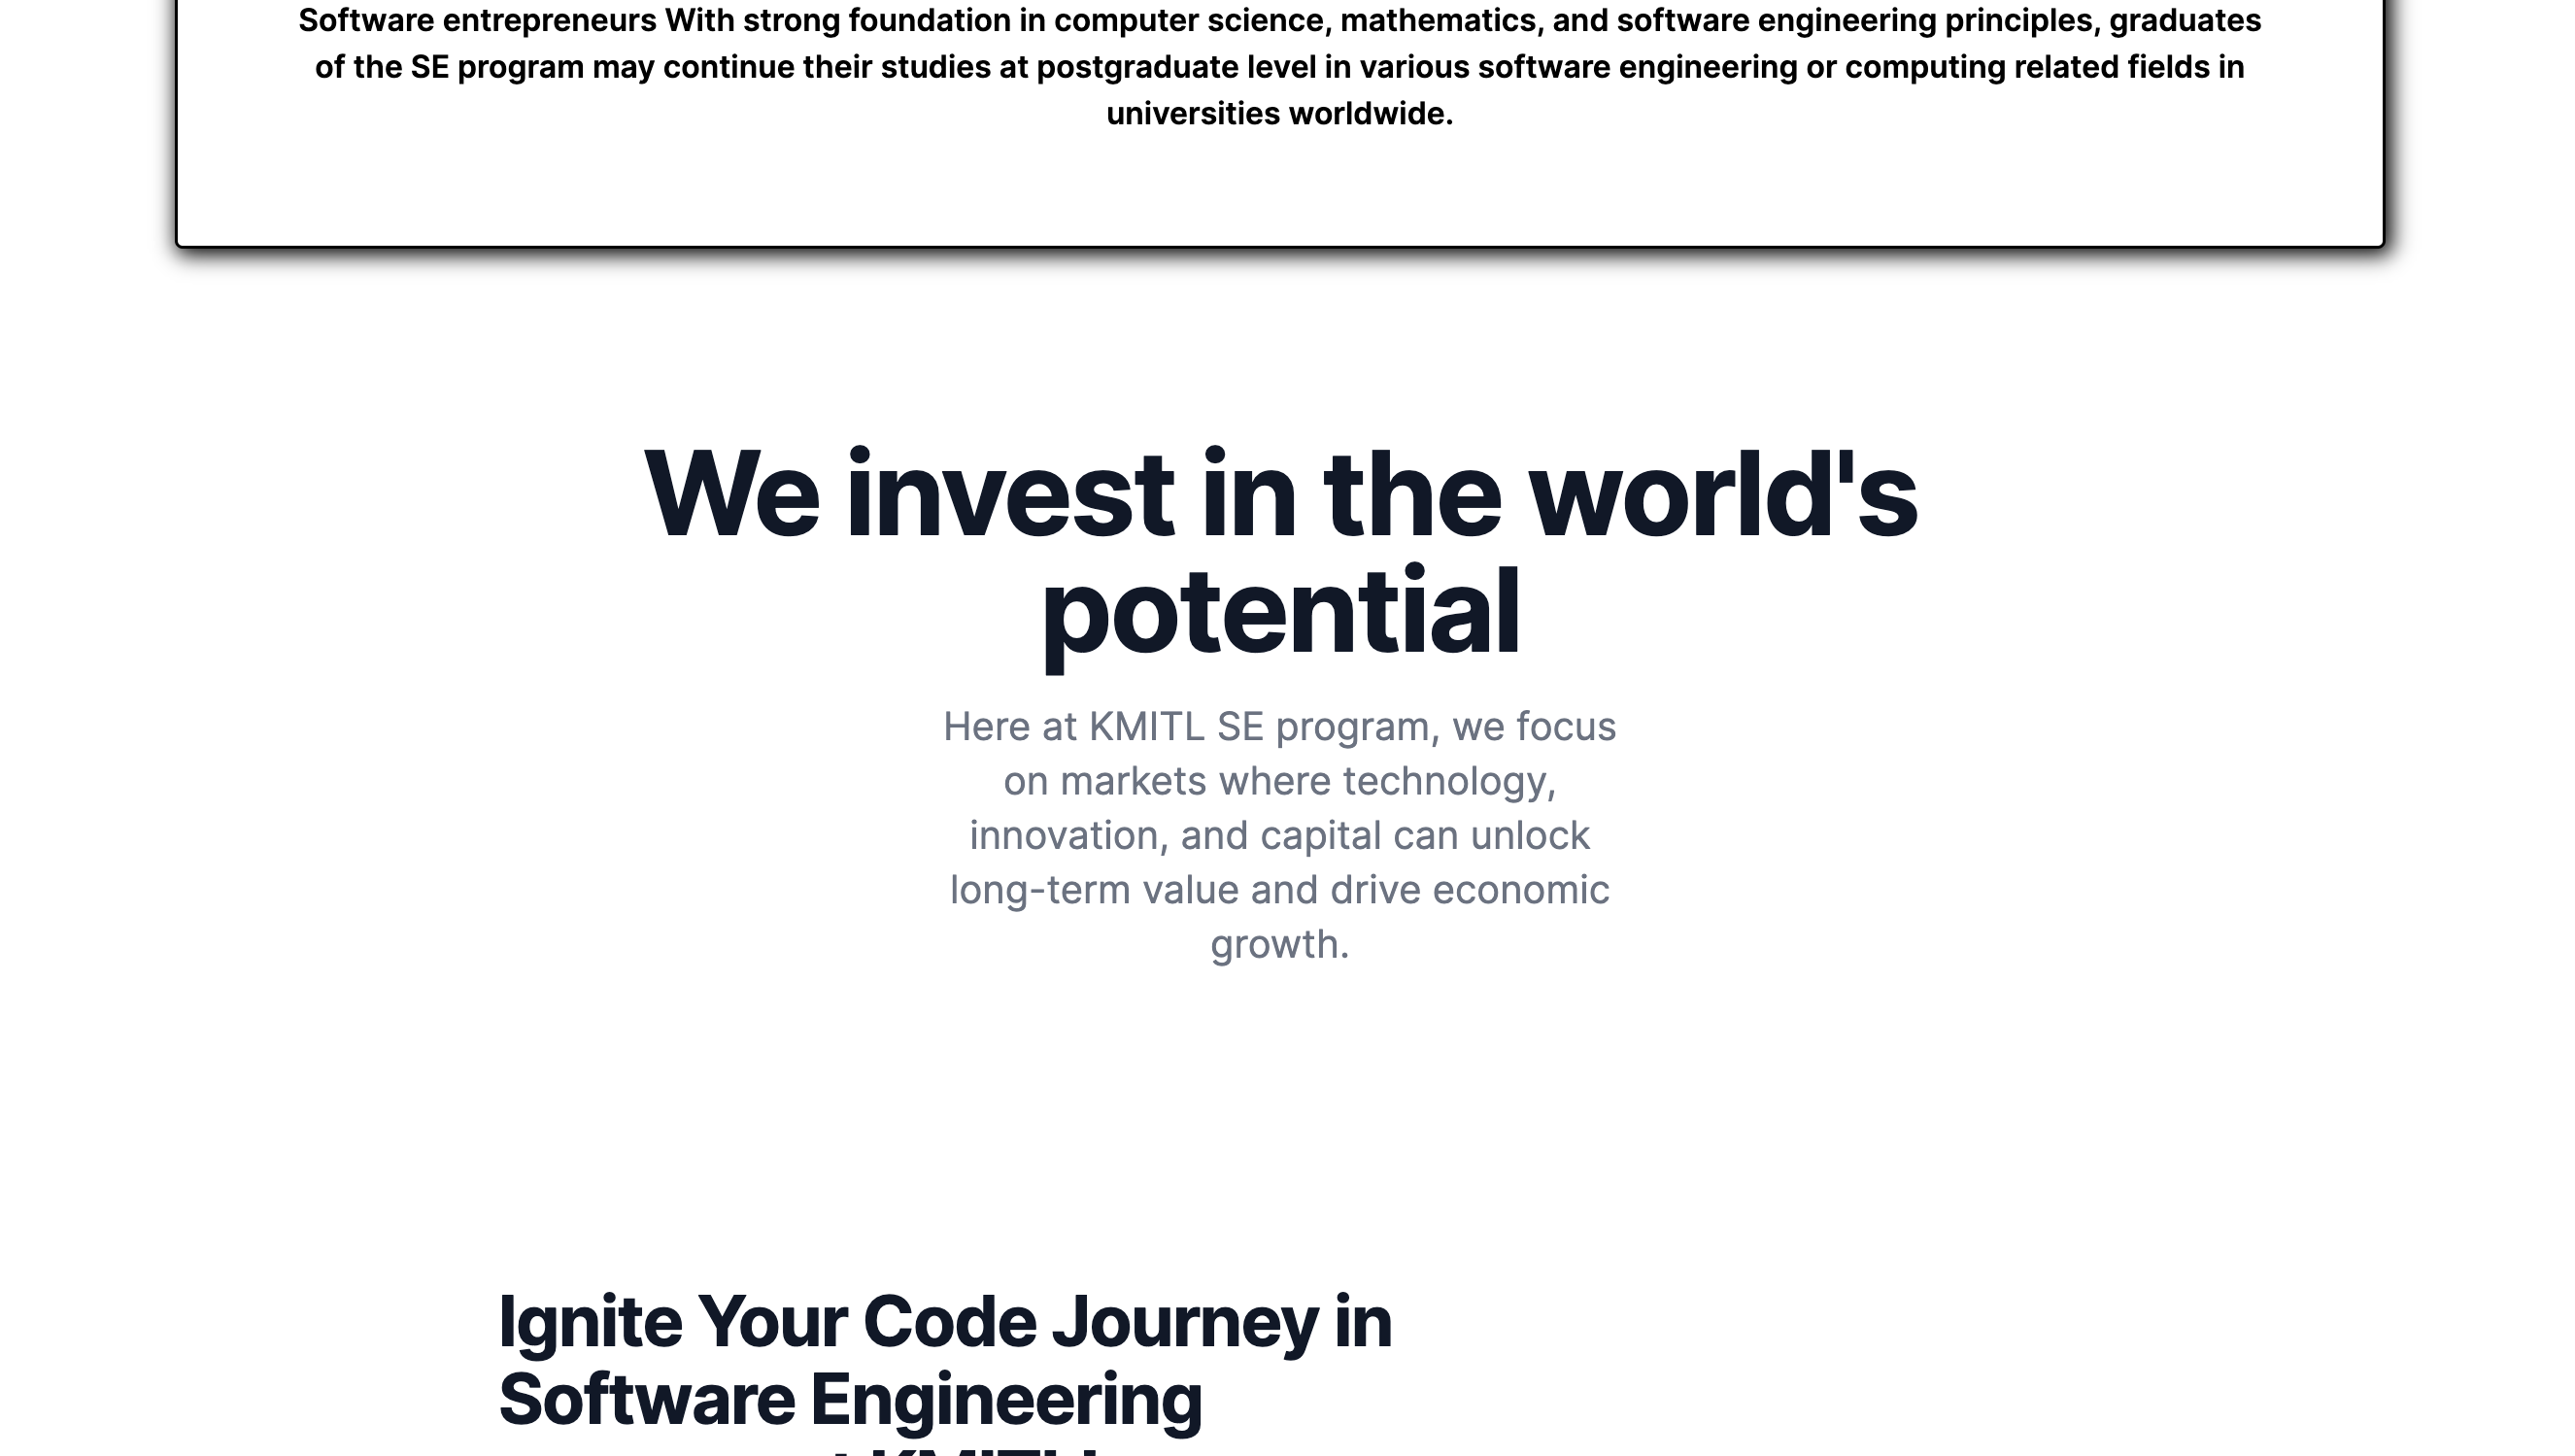 Software entrepreneurs With strong foundation in computer science, mathematics, and software engineering principles, graduates
of the SE program may continue their studies at postgraduate level in various software engineering or computing related fields in
universities worldwide.
We invest in the world's
potential
Here at KMITL SE program, we focus
on markets where technology,
innovation, and capital can unlock
long-term value and drive economic
growth.
Ignite Your Code Journey in
Software Engineering